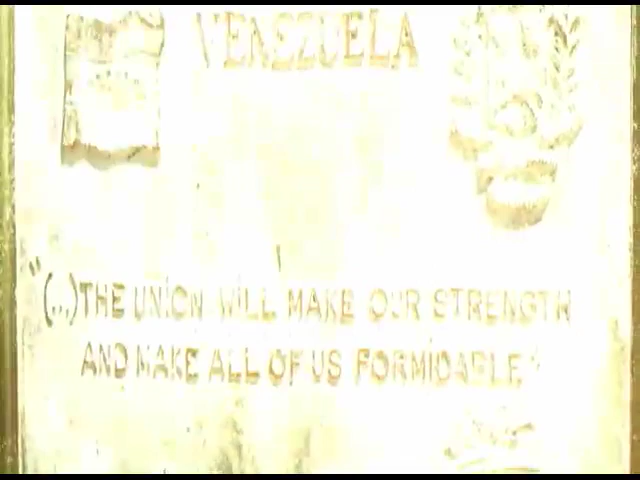 VENEZUELA
"(...)THE UNION WILL MAKE OUR STRENGTH
AND MAKE ALL OF US FORMIDABLE"